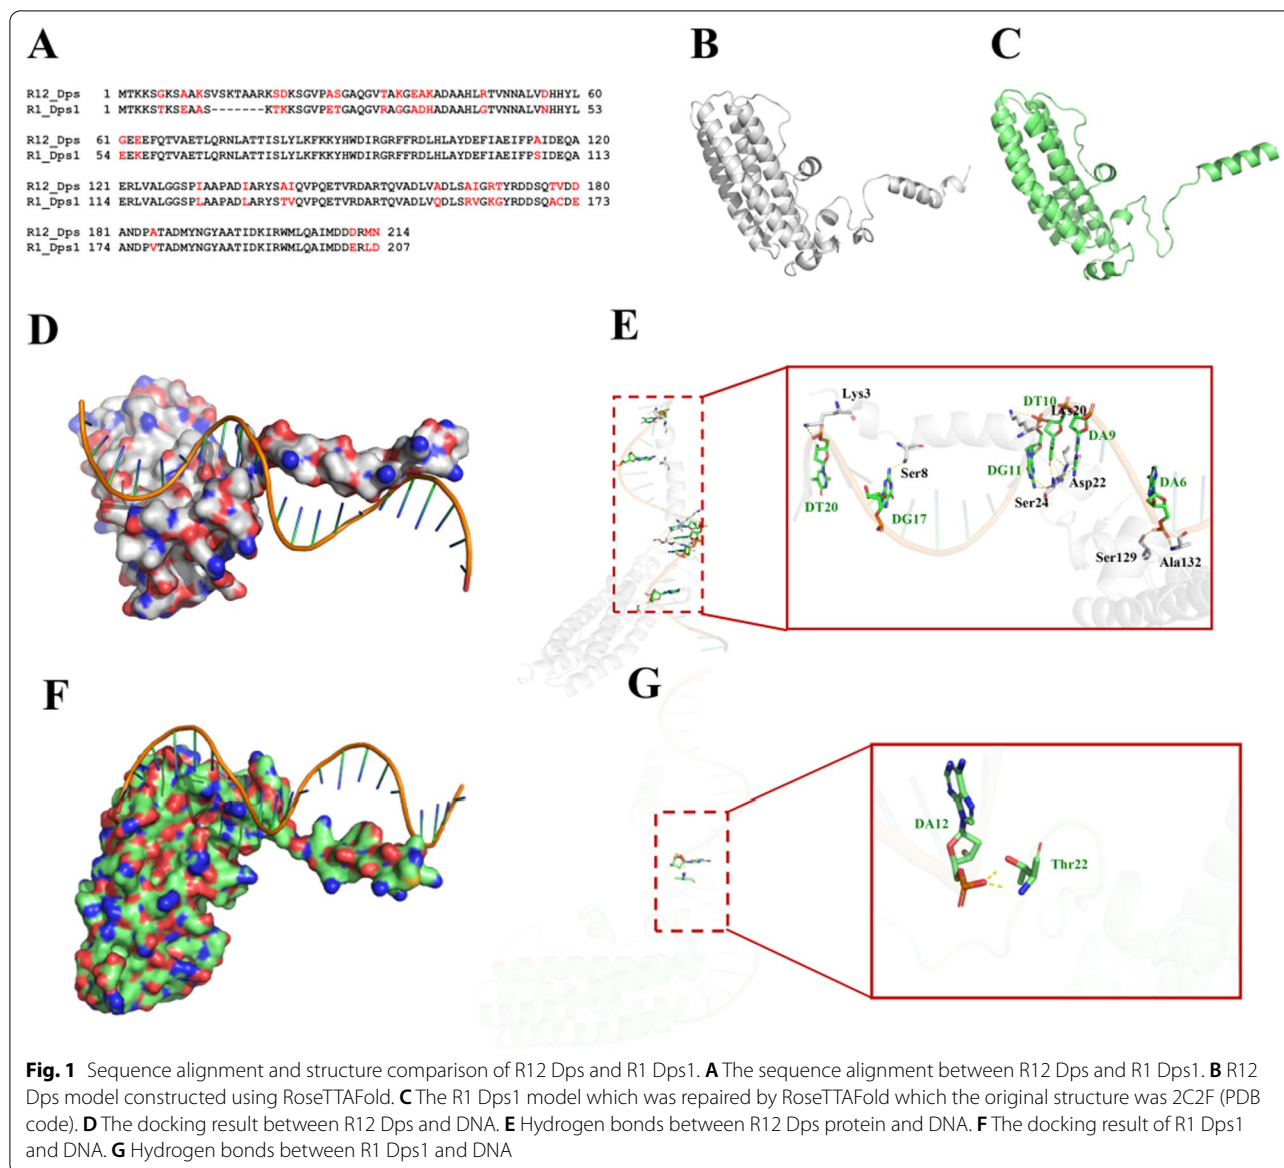 A
B
C
R12_Dps 1 MTKKSGKSAAKSVSKTAARKSDKSGVPASGAQGVTAKGEAKADAAHLRTVNNALVDHHYL 60
R1_Dps1 1 MTKKSTKSEAAS-------KTKKSGVPETGAQGVRAGGADHADAAHLGTVNNALVNHHYL 53
R12_Dps 61 GEEEFQTVAETLQRNLATTISLYLKFKKYHWDIRGRFFRDLHLAYDEFIAEIFPAIDEQA 120
R1_Dps1 54 EEKEFQTVAETLQRNLATTISLYLKFKKYHWDIRGRFFRDLHLAYDEFIAEIFPSIDEQA 113
R12_Dps 121 ERLVALGGSPIAAPADIARYSAIQVPQETVRDARTQVADLVADLSAIGRTYRDDSQTVDD 180
R1_Dps1 114 ERLVALGGSPLAAPADLARYSTVQVPQETVRDARTQVADLVQDLSRVGKGYRDDSQACDE 173
R12_Dps 181 ANDPATADMYNGYAATIDKIRWMLQAIMDDDRMN 214
R1_Dps1 174 ANDPVTADMYNGYAATIDKIRWMLQAIMDDERLD 207
D
E
Lys3
DT10
Lys20
DA9
Ser8
DG11
Asp22
DA6
DT20
DG17
Ser24
Ser129
Ala132
F
G
DA12
Thr22
Fig. 1 Sequence alignment and structure comparison of R12 Dps and R1 Dps1. A The sequence alignment between R12 Dps and R1 Dps1. B R12
Dps model constructed using RoseTTAFold. C The R1 Dps1 model which was repaired by RoseTTAFold which the original structure was 2C2F (PDB
code). D The docking result between R12 Dps and DNA. E Hydrogen bonds between R12 Dps protein and DNA. F The docking result of R1 Dps1
and DNA. G Hydrogen bonds between R1 Dps1 and DNA